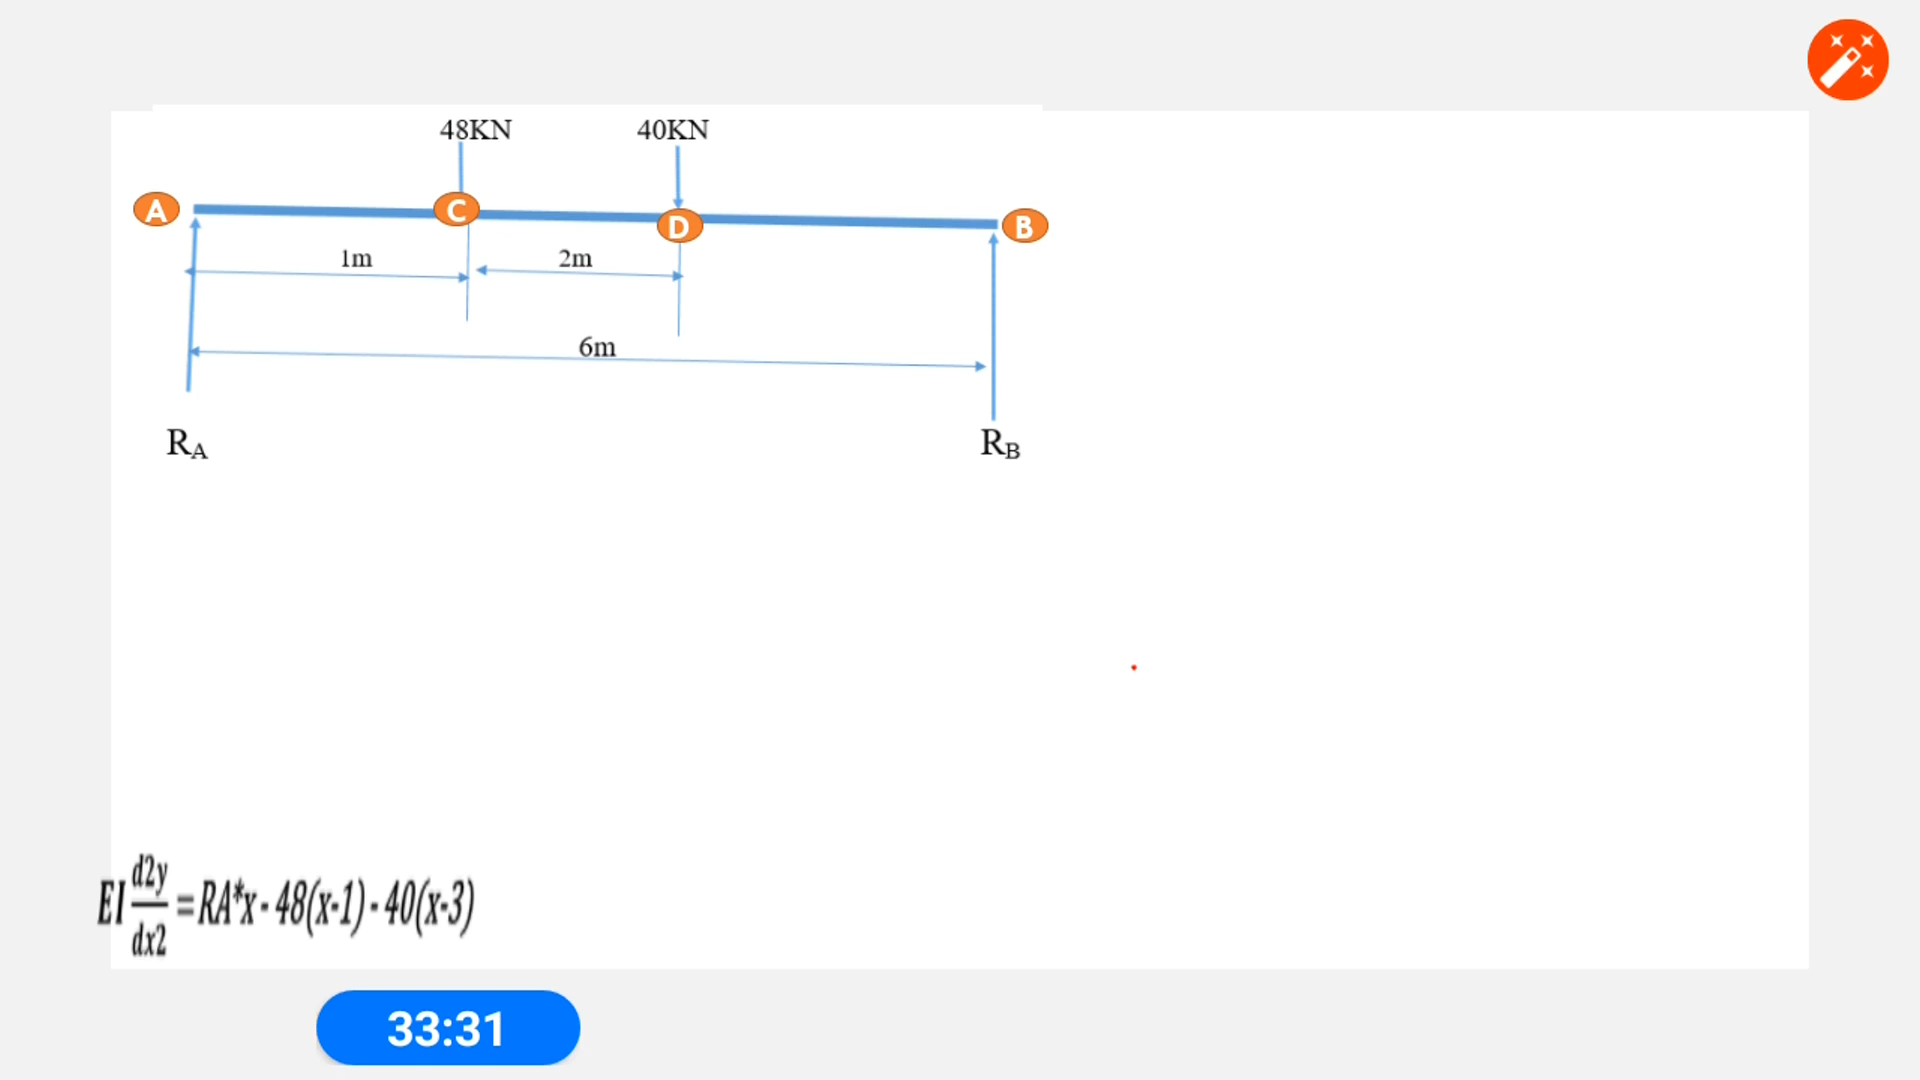 48KN 40KN
A C D B
1m 2m
6m
RA RB
EI d2y/dx2 =RA*x - 48(x-1) - 40(x-3)
33:31